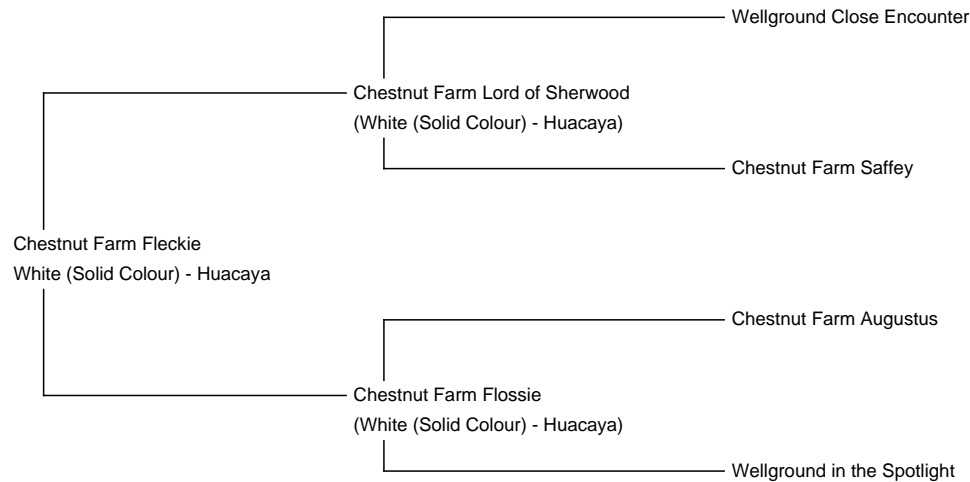 Wellground Close Encounter
Chestnut Farm Lord of Sherwood
(White (Solid Colour) - Huacaya)
Chestnut Farm Saffey
Chestnut Farm Fleckie
White (Solid Colour) - Huacaya
Chestnut Farm Augustus
Chestnut Farm Flossie
(White (Solid Colour) - Huacaya)
Wellground in the Spotlight